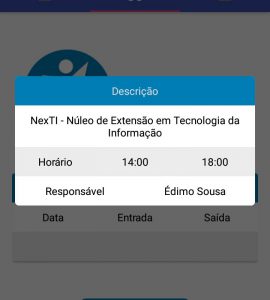 Descrição
NexTI - Núleo de Extensão em Tecnologia da
Informação
Horário 14:00 18:00
Responsável Édimo Sousa
Data Entrada Saída